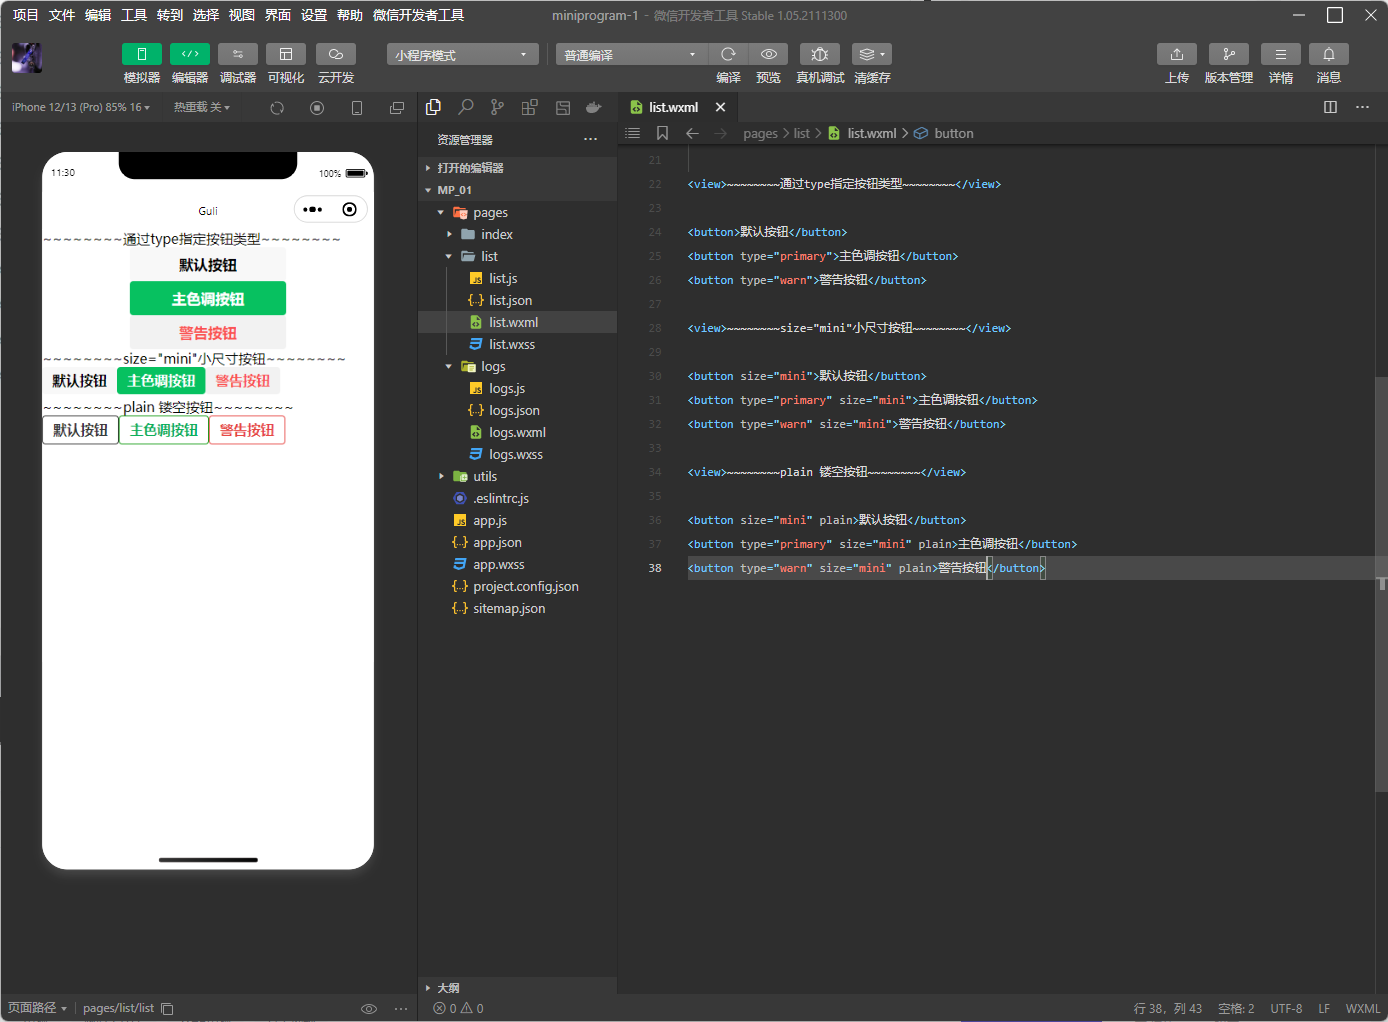 项目 文件 编辑 工具 转到 选择 视图 界面 设置 帮助 微信开发者工具
miniprogram-1 - 微信开发者工具 Stable 1.05.2111300
小程序模式
普通编译
模拟器 编辑器 调试器 可视化 云开发
编译 预览 真机调试 清缓存
上传 版本管理 详情 消息
iPhone 12/13 (Pro) 85% 16
热重载 关
11:30
100%
Guli
~~~~~~~~通过type指定按钮类型~~~~~~~~
默认按钮
主色调按钮
警告按钮
~~~~~~~~size="mini"小尺寸按钮~~~~~~~~
默认按钮 主色调按钮 警告按钮
~~~~~~~~plain 镂空按钮~~~~~~~~
默认按钮 主色调按钮 警告按钮
页面路径 pages/list/list
资源管理器
打开的编辑器
MP_01
pages
index
list
list.js
list.json
list.wxml
list.wxss
logs
logs.js
logs.json
logs.wxml
logs.wxss
utils
.eslintrc.js
app.js
app.json
app.wxss
project.config.json
sitemap.json
大纲
0 0
list.wxml
pages > list > list.wxml > button
21
22 <view>~~~~~~~~通过type指定按钮类型~~~~~~~~</view>
23
24 <button>默认按钮</button>
25 <button type="primary">主色调按钮</button>
26 <button type="warn">警告按钮</button>
27
28 <view>~~~~~~~~size="mini"小尺寸按钮~~~~~~~~</view>
29
30 <button size="mini">默认按钮</button>
31 <button type="primary" size="mini">主色调按钮</button>
32 <button type="warn" size="mini">警告按钮</button>
33
34 <view>~~~~~~~~plain 镂空按钮~~~~~~~~</view>
35
36 <button size="mini" plain>默认按钮</button>
37 <button type="primary" size="mini" plain>主色调按钮</button>
38 <button type="warn" size="mini" plain>警告按钮</button>
行 38，列 43 空格: 2 UTF-8 LF WXML